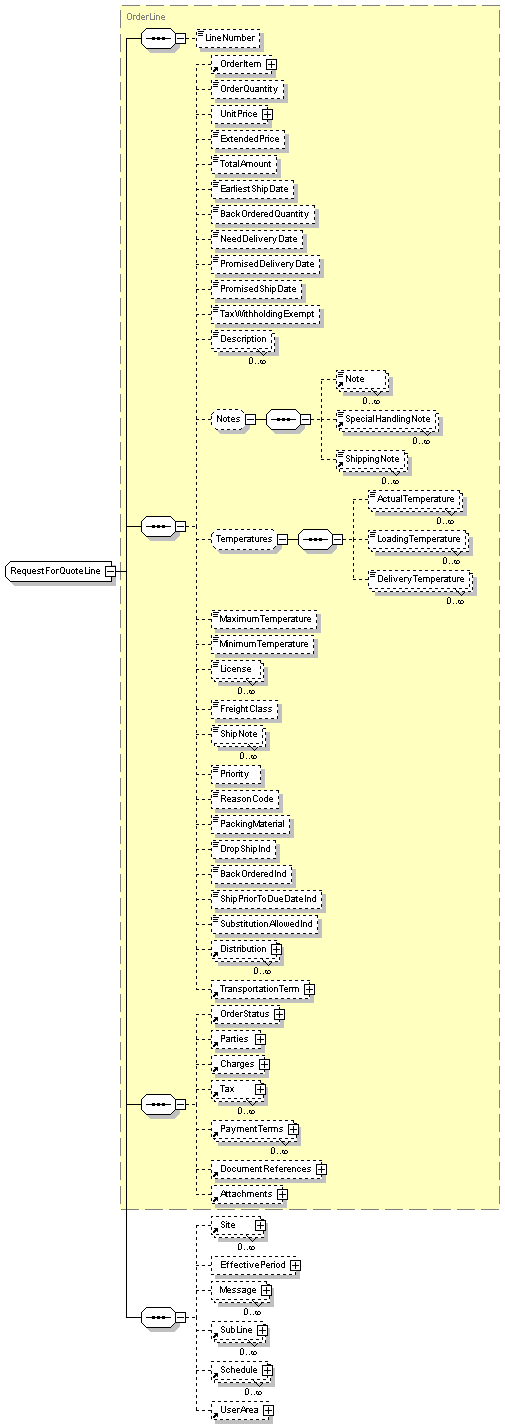 OrderLine
LineNumber
OrderItem
OrderQuantity
UnitPrice
ExtendedPrice
TotalAmount
EarliestShipDate
BackOrderedQuantity
NeedDeliveryDate
PromisedDeliveryDate
PromisedShipDate
TaxWithholdingExempt
Description
0..∞
Notes
Note
0..∞
SpecialHandlingNote
0..∞
ShippingNote
0..∞
Temperatures
ActualTemperature
0..∞
LoadingTemperature
0..∞
DeliveryTemperature
0..∞
RequestForQuoteLine
MaximumTemperature
MinimumTemperature
License
0..∞
FreightClass
ShipNote
0..∞
Priority
ReasonCode
PackingMaterial
DropShipInd
BackOrderedInd
ShipPriorToDueDateInd
SubstitutionAllowedInd
Distribution
0..∞
TransportationTerm
OrderStatus
Parties
Charges
Tax
0..∞
PaymentTerms
0..∞
DocumentReferences
Attachments
Site
0..∞
EffectivePeriod
Message
0..∞
SubLine
0..∞
Schedule
0..∞
UserArea